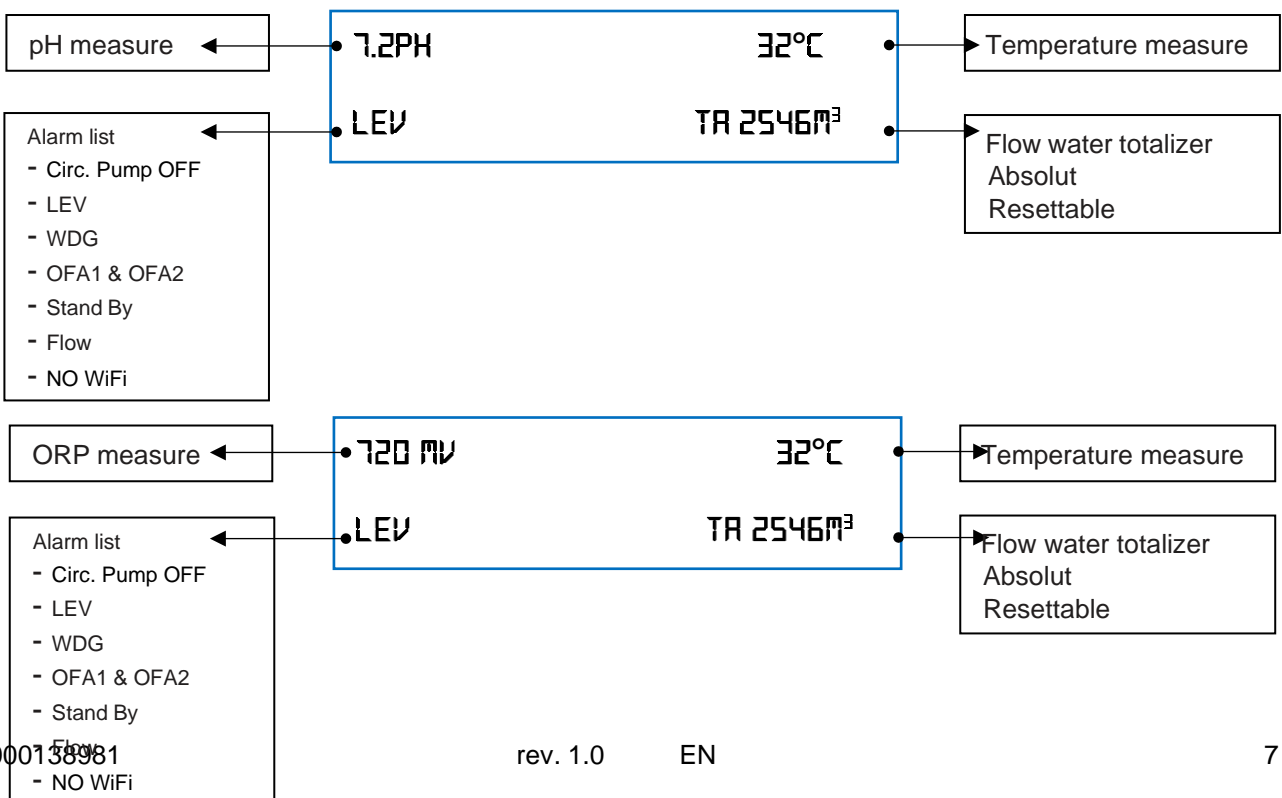 pH measure
7.2PH
32°C
Temperature measure
LEV
TA 2546m³
Alarm list
- Circ. Pump OFF
- LEV
- WDG
- OFA1 & OFA2
- Stand By
- Flow
- NO WiFi
Flow water totalizer
Absolut
Resettable
ORP measure
720 mV
32°C
Temperature measure
LEV
TA 2546m³
Alarm list
- Circ. Pump OFF
- LEV
- WDG
- OFA1 & OFA2
- Stand By
- Flow
- NO WiFi
Flow water totalizer
Absolut
Resettable
00138981 rev. 1.0 EN 7